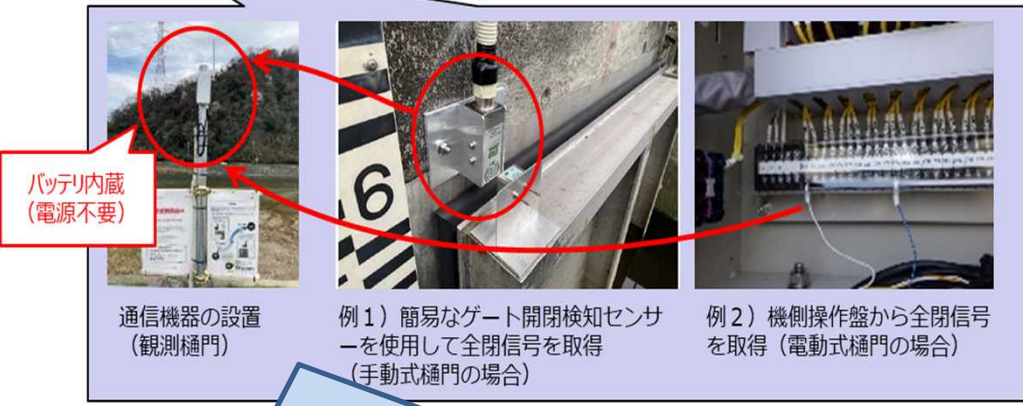 バッテリ内蔵
(電源不要)
6
通信機器の設置
(観測樋門)
例1)簡易なゲート開閉検知センサ
ーを使用して全閉信号を取得
(手動式樋門の場合)
例2)機側操作盤から全閉信号
を取得(電動式樋門の場合)